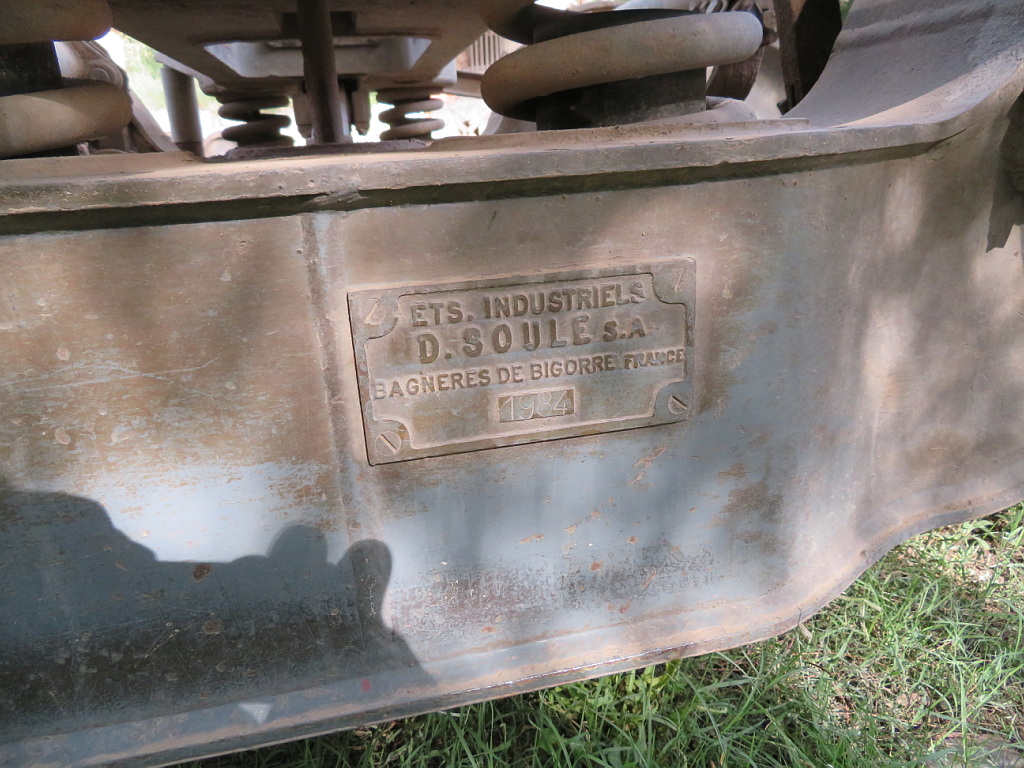 ETS. INDUSTRIELS
D. SOULE S.A
BAGNERES DE BIGORRE FRANCE
1984